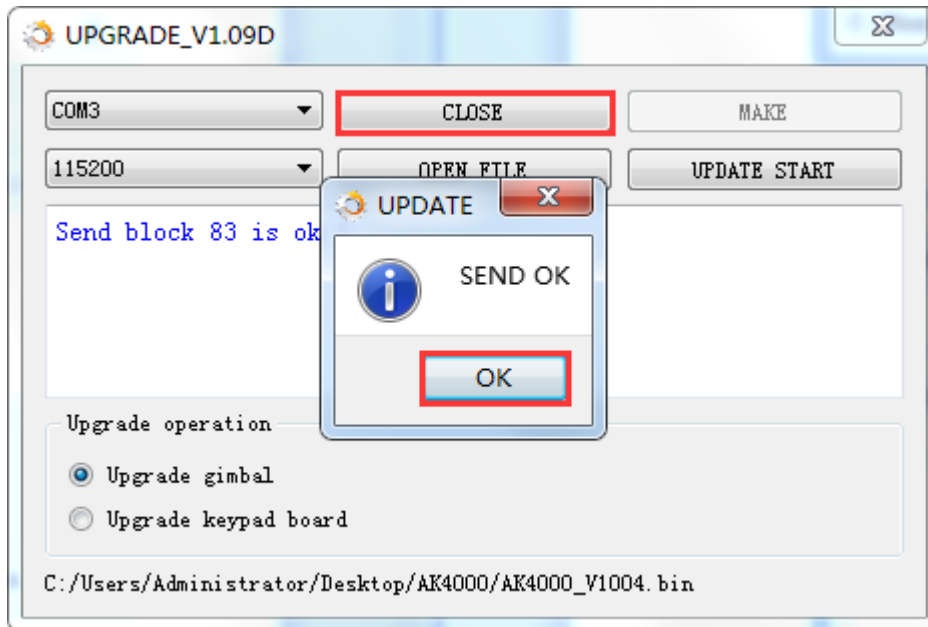 UPGRADE_V1.09D
COM3 CLOSE MAKE
115200 OPEN FILE UPDATE START
UPDATE
Send block 83 is ok
SEND OK
OK
Upgrade operation
Upgrade gimbal
Upgrade keypad board
C:/Users/Administrator/Desktop/AK4000/AK4000_V1004.bin